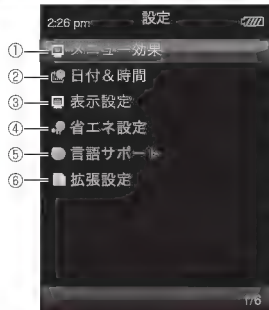 2:26 pm 設定
① メニュー効果
② 日付&時間
③ 表示設定
④ 省エネ設定
⑤ 言語サポート
⑥ 拡張設定
1/6